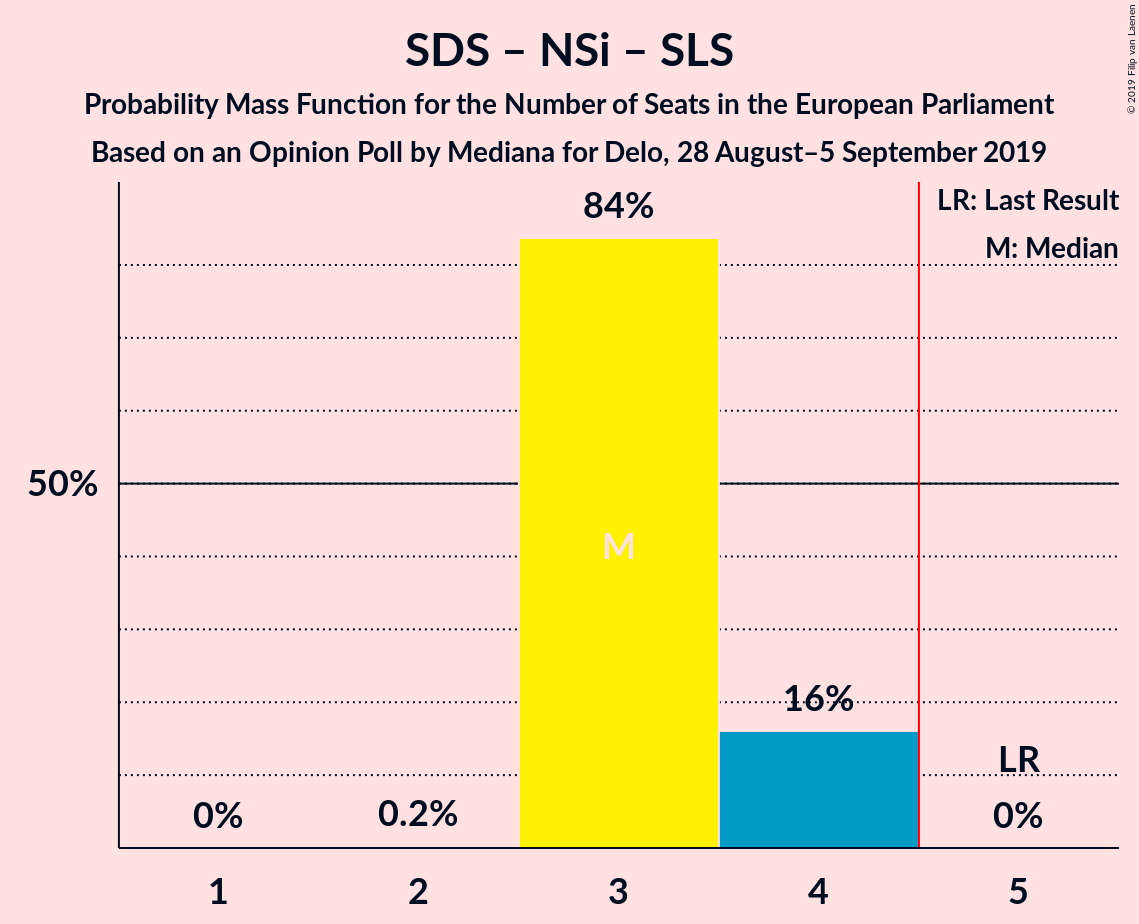 SDS – NSi – SLS
Probability Mass Function for the Number of Seats in the European Parliament
Based on an Opinion Poll by Mediana for Delo, 28 August–5 September 2019
© 2019 Filip van Laenen
LR: Last Result
M: Median
84%
50%
M
16%
LR
0%
0.2%
0%
1
2
3
4
5